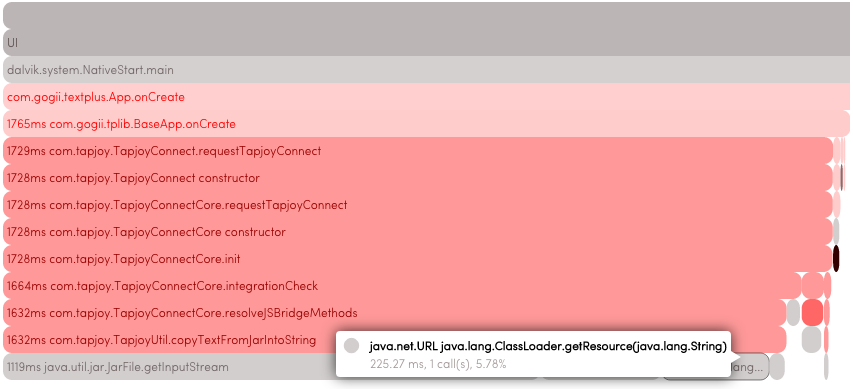 UI
dalvik.system.NativeStart.main
com.gogii.textplus.App.onCreate
1765ms com.gogii.tplib.BaseApp.onCreate
1729ms com.tapjoy.TapjoyConnect.requestTapjoyConnect
1728ms com.tapjoy.TapjoyConnect constructor
1728ms com.tapjoy.TapjoyConnectCore.requestTapjoyConnect
1728ms com.tapjoy.TapjoyConnectCore constructor
1728ms com.tapjoy.TapjoyConnectCore.init
1664ms com.tapjoy.TapjoyConnectCore.integrationCheck
1632ms com.tapjoy.TapjoyConnectCore.resolveJSBridgeMethods
1632ms com.tapjoy.TapjoyUtil.copyTextFromJarIntoString
java.net.URL java.lang.ClassLoader.getResource(java.lang.String)
225.27 ms, 1 call(s), 5.78%
1119ms java.util.jar.JarFile.getInputStream
lang...